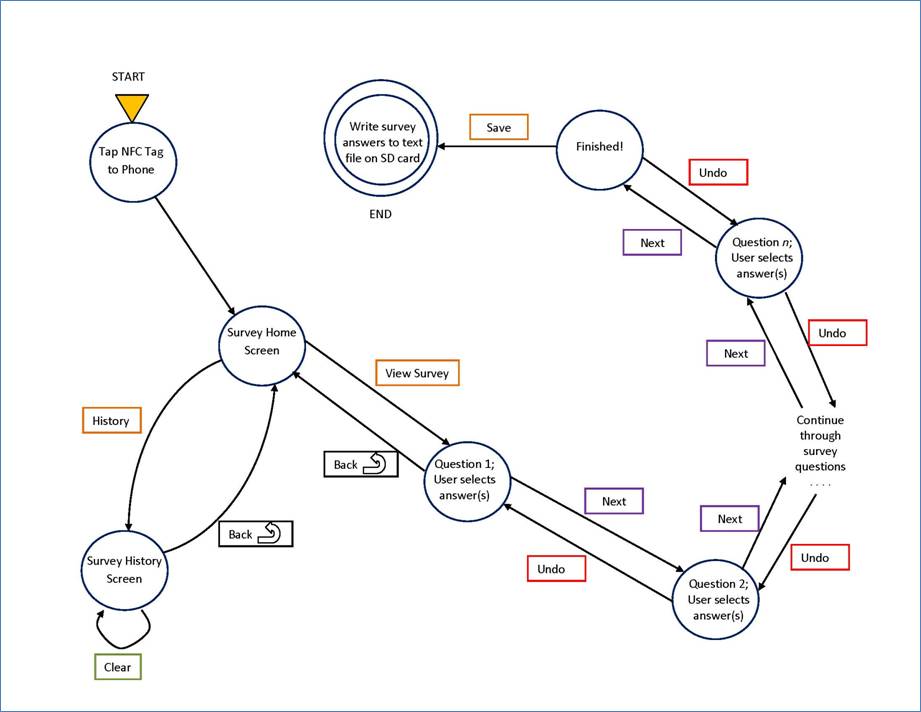 START
Tap NFC Tag
to Phone
Write survey
answers to text
file on SD card
END
Save
Finished!
Undo
Next
Question n;
User selects
answer(s)
Undo
Next
Survey Home
Screen
View Survey
History
Back
Question 1;
User selects
answer(s)
Continue
through
survey
questions
. . . .
Next
Next
Undo
Back
Undo
Survey History
Screen
Question 2;
User selects
answer(s)
Clear